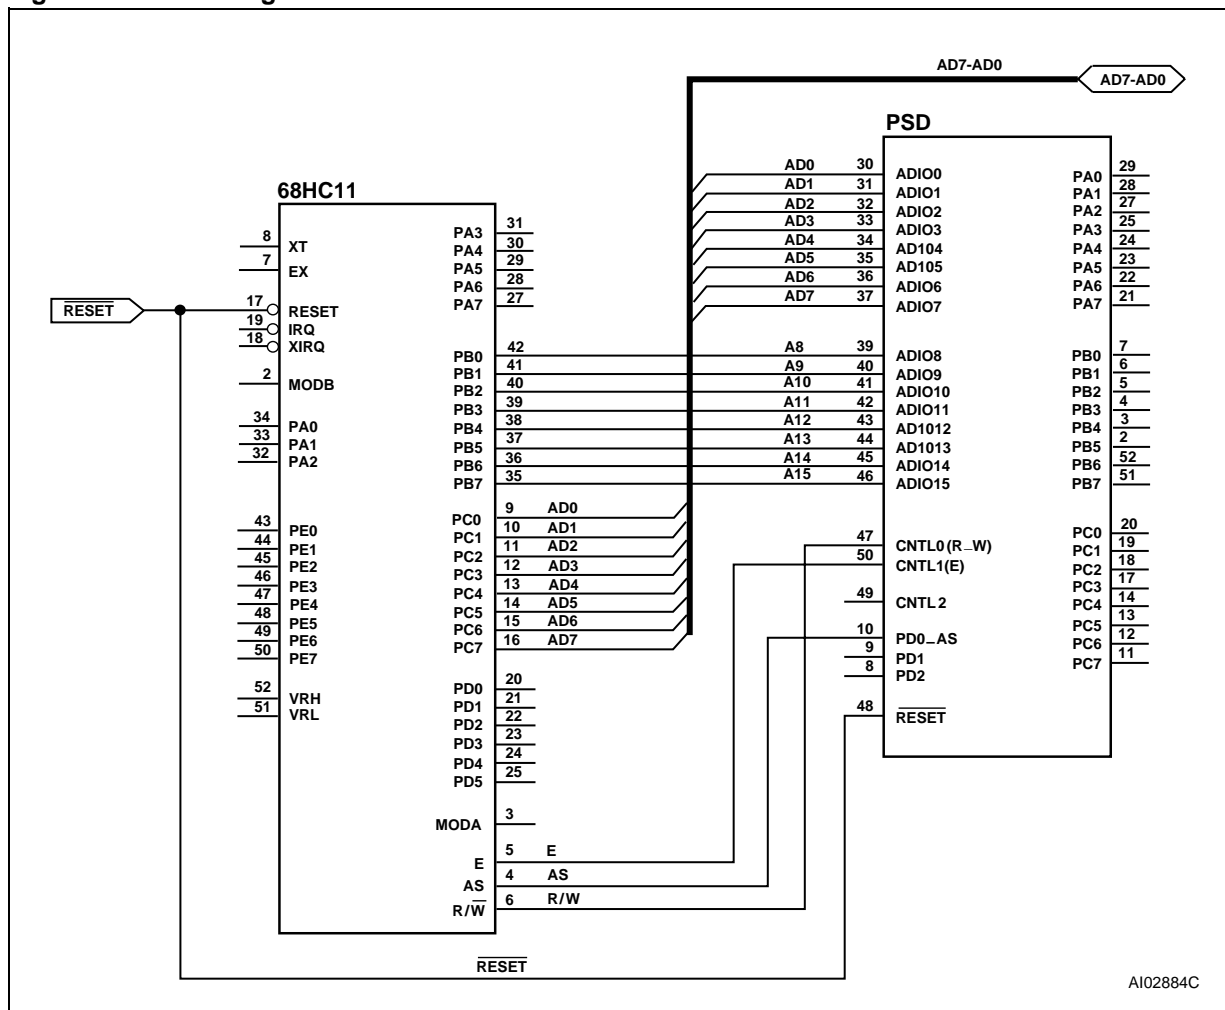 AD7-AD0
AD7-AD0
68HC11
8 XT
7 EX
RESET
17 RESET
19 IRQ
18 XIRQ
2 MODB
34 PA0
33 PA1
32 PA2
43 PE0
44 PE1
45 PE2
46 PE3
47 PE4
48 PE5
49 PE6
50 PE7
52 VRH
51 VRL
PA3 31
PA4 30
PA5 29
PA6 28
PA7 27
PB0 42
PB1 41
PB2 40
PB3 39
PB4 38
PB5 37
PB6 36
PB7 35
PC0 9 AD0
PC1 10 AD1
PC2 11 AD2
PC3 12 AD3
PC4 13 AD4
PC5 14 AD5
PC6 15 AD6
PC7 16 AD7
PD0 20
PD1 21
PD2 22
PD3 23
PD4 24
PD5 25
MODA 3
E 5 E
AS 4 AS
R/W 6 R/W
RESET
PSD
AD0 30 ADIO0
AD1 31 ADIO1
AD2 32 ADIO2
AD3 33 ADIO3
AD4 34 AD104
AD5 35 AD105
AD6 36 ADIO6
AD7 37 ADIO7
A8 39 ADIO8
A9 40 ADIO9
A10 41 ADIO10
A11 42 ADIO11
A12 43 AD1012
A13 44 AD1013
A14 45 ADIO14
A15 46 ADIO15
47 CNTL0(R_W)
50 CNTL1(E)
49 CNTL2
10 PD0_AS
9 PD1
8 PD2
48 RESET
PA0 29
PA1 28
PA2 27
PA3 25
PA4 24
PA5 23
PA6 22
PA7 21
PB0 7
PB1 6
PB2 5
PB3 4
PB4 3
PB5 2
PB6 52
PB7 51
PC0 20
PC1 19
PC2 18
PC3 17
PC4 14
PC5 13
PC6 12
PC7 11
AI02884C